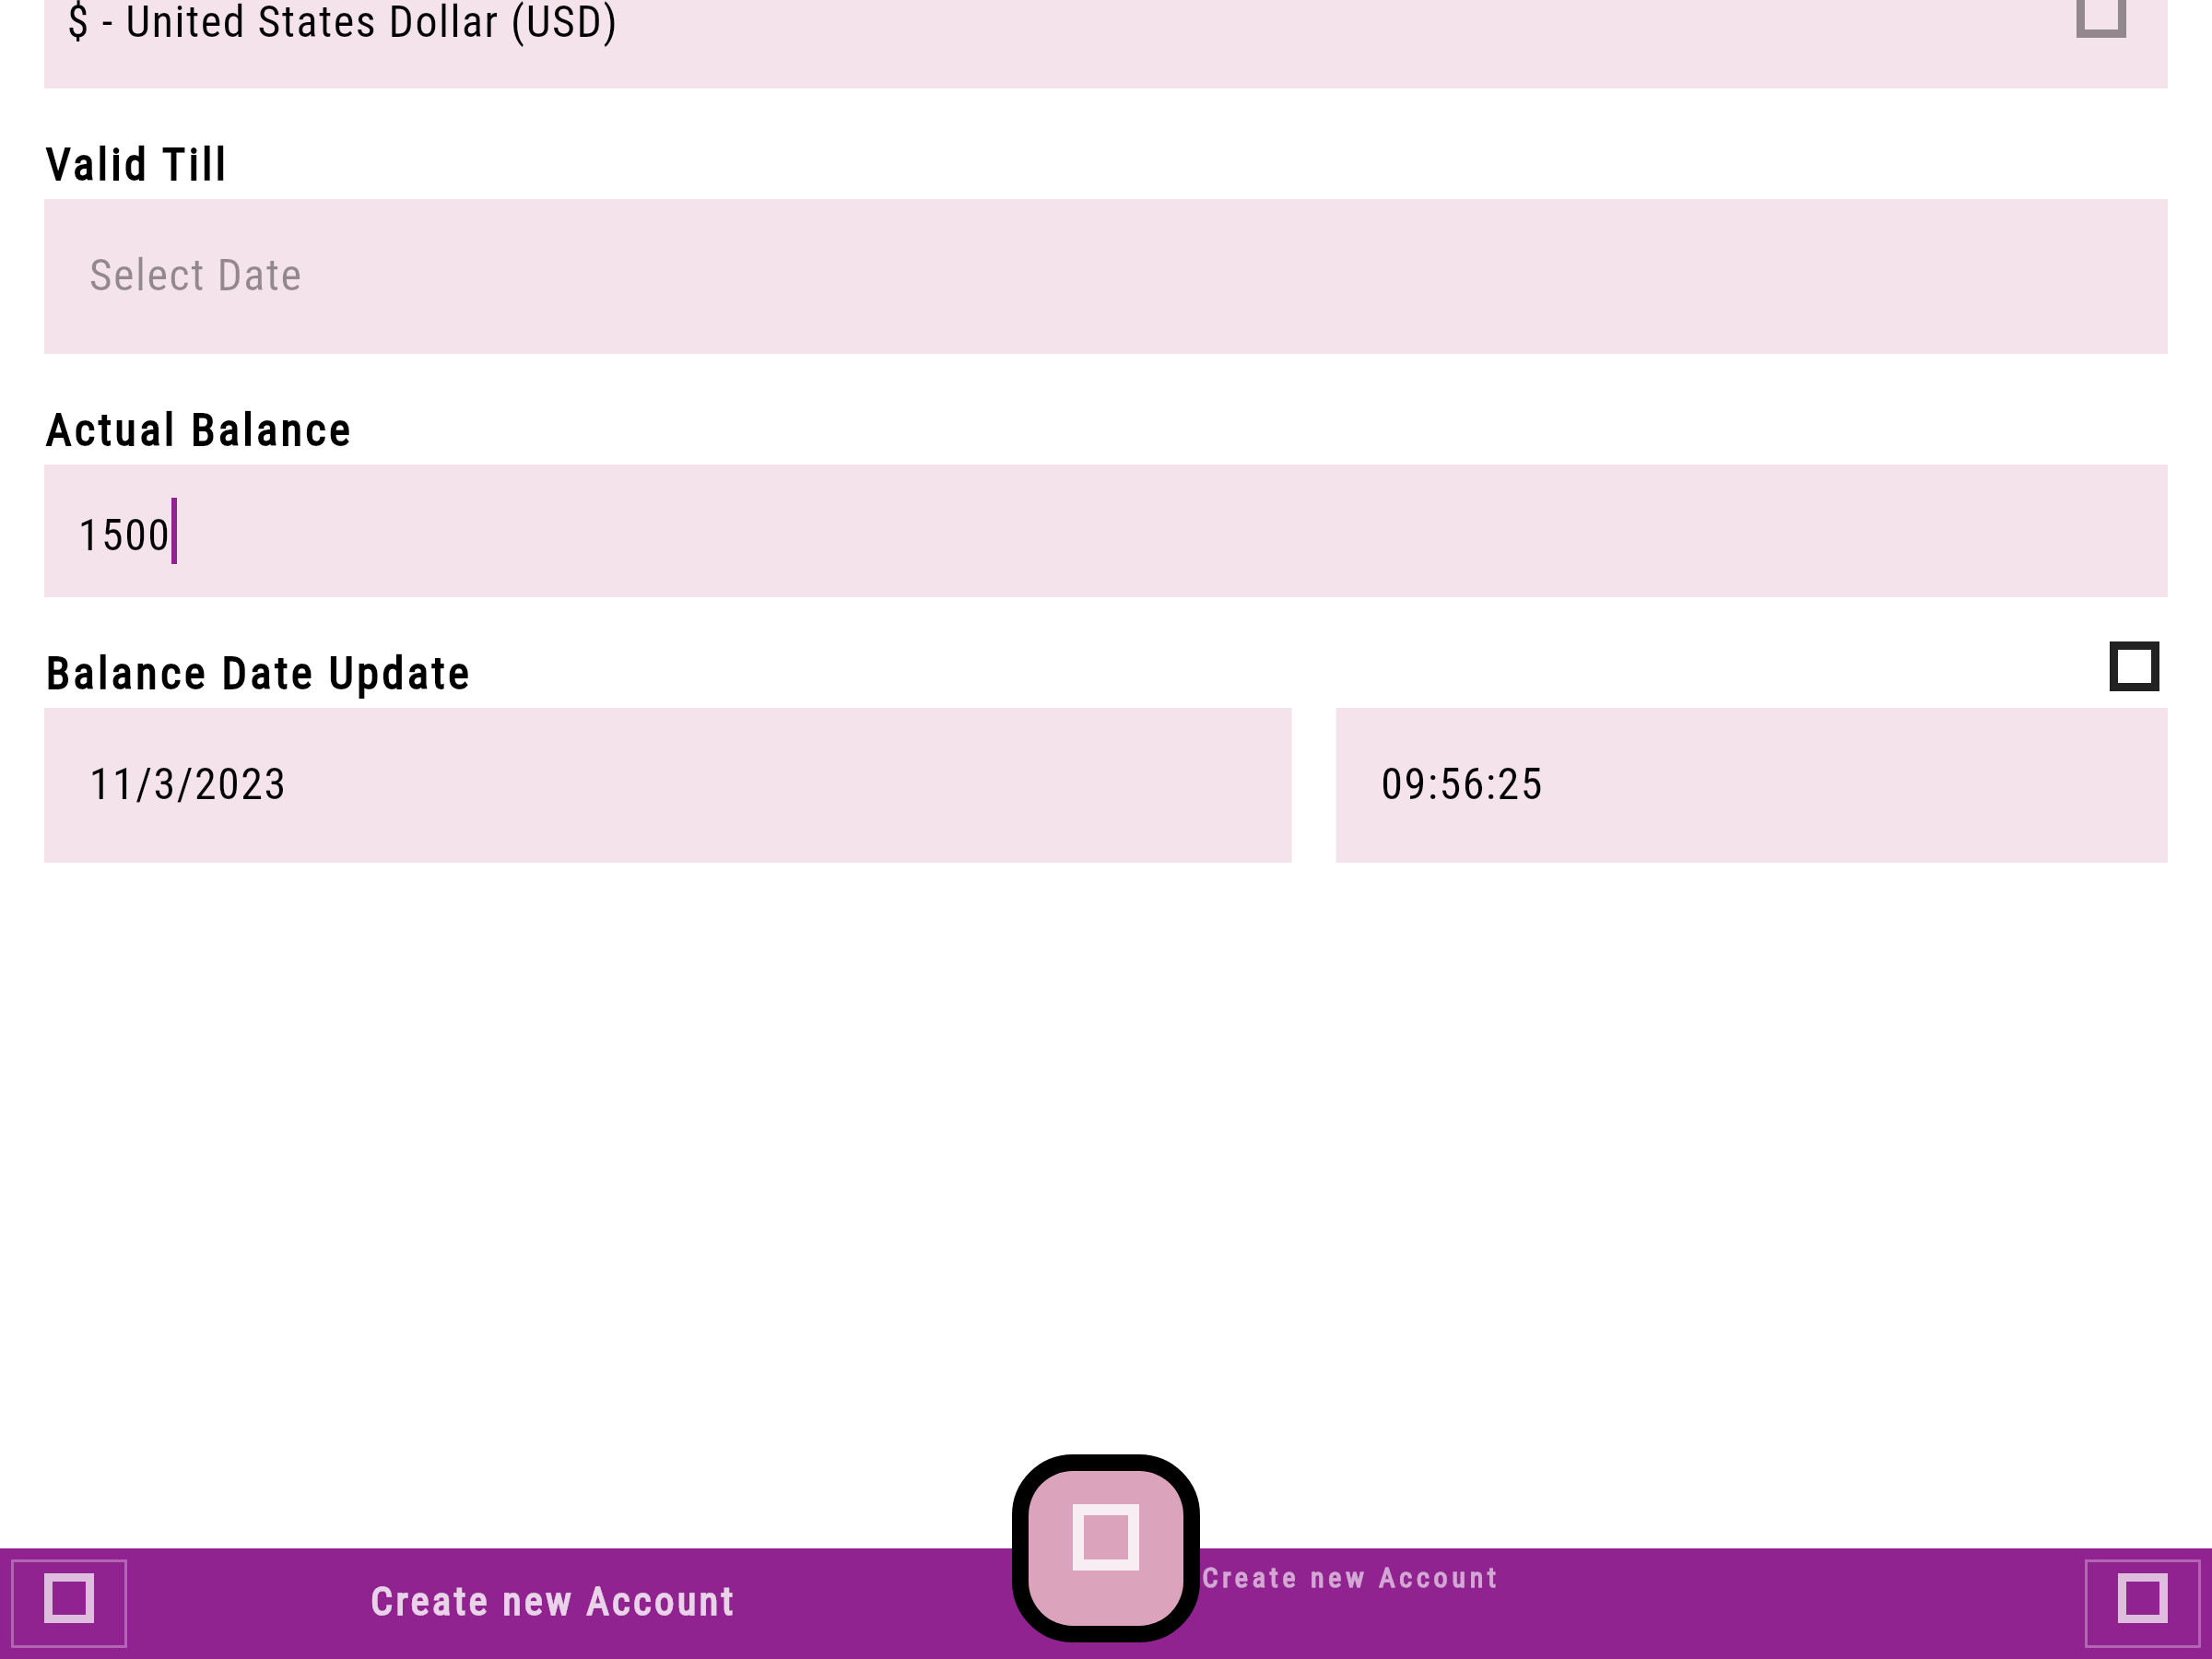 $ - United States Dollar (USD)
Valid Till
Select Date
Actual Balance
1500
Balance Date Update
11/3/2023
09:56:25
Create new Account
Create new Account